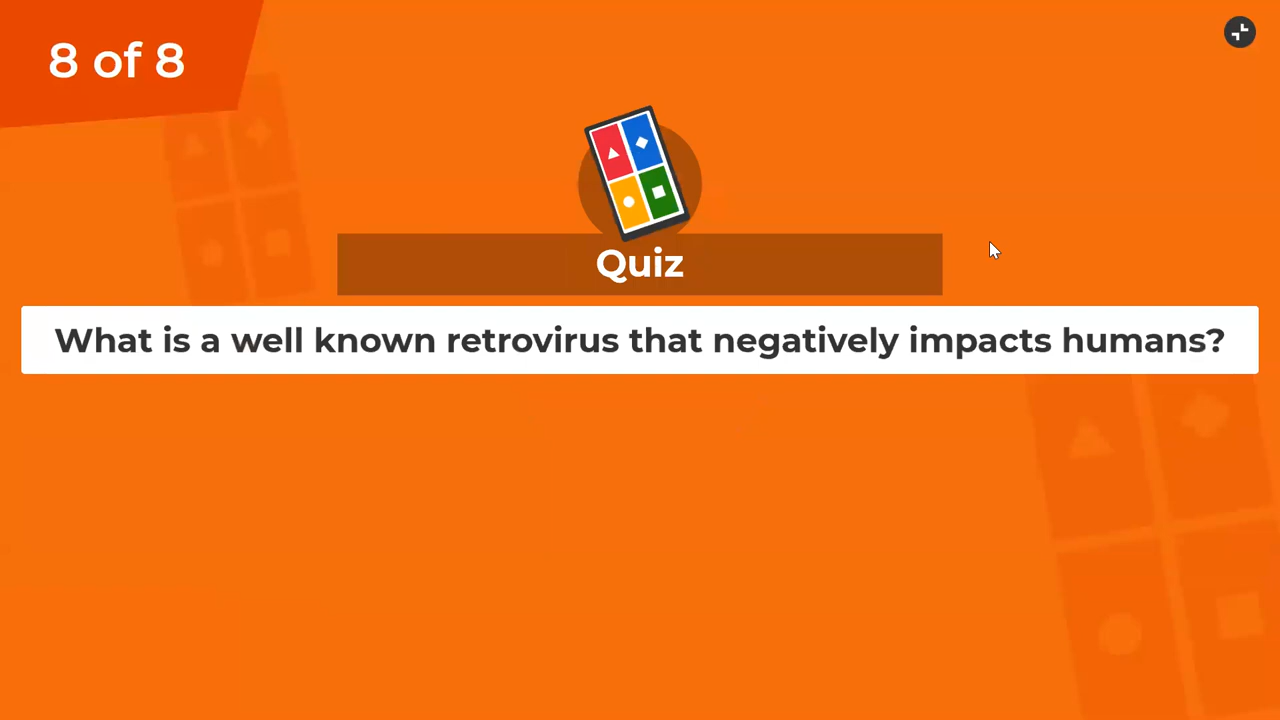 8 of 8
Quiz
What is a well known retrovirus that negatively impacts humans?